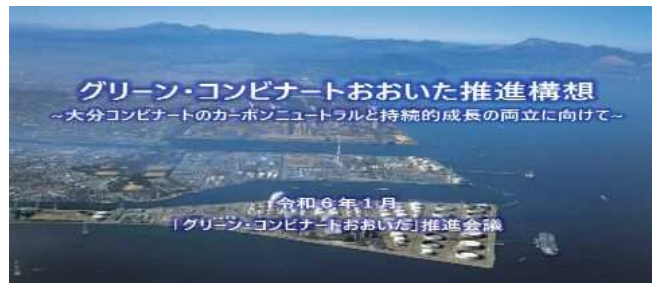 グリーン・コンビナートおおいた推進構想
~大分コンビナートのカーボンニュートラルと持続的成長の両立に向けて~
令和6年1月
「グリーン・コンビナートおおいた」推進会議